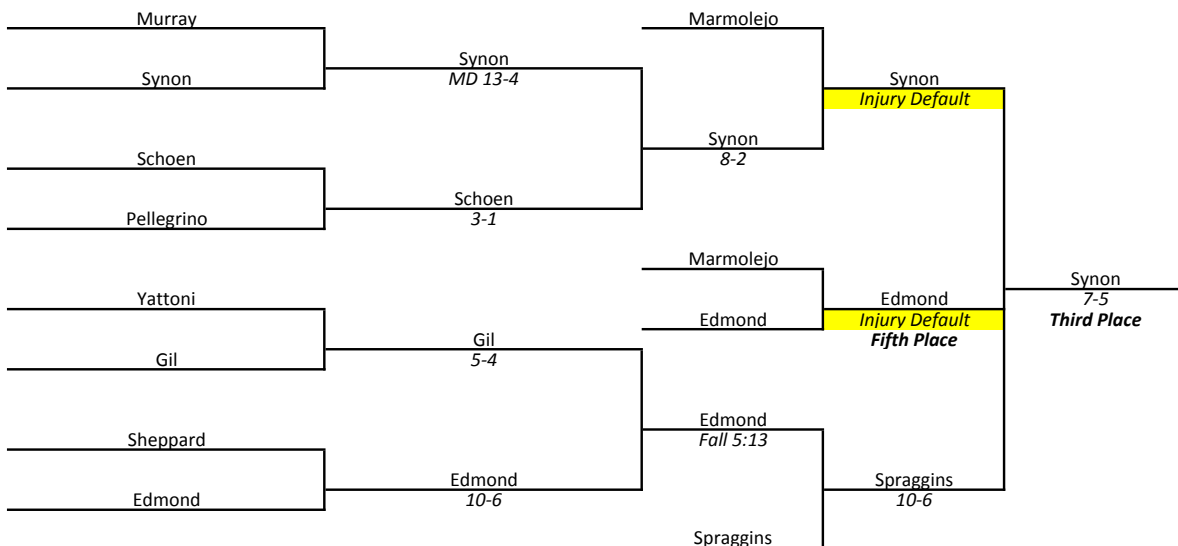 Murray
Marmolejo
Synon
MD 13-4
Synon
Synon
Injury Default
Synon
8-2
Schoen
Schoen
3-1
Pellegrino
Marmolejo
Synon
7-5
Third Place
Yattoni
Edmond
Injury Default
Fifth Place
Edmond
Gil
5-4
Gil
Edmond
Fall 5:13
Sheppard
Edmond
10-6
Spraggins
10-6
Edmond
Spraggins